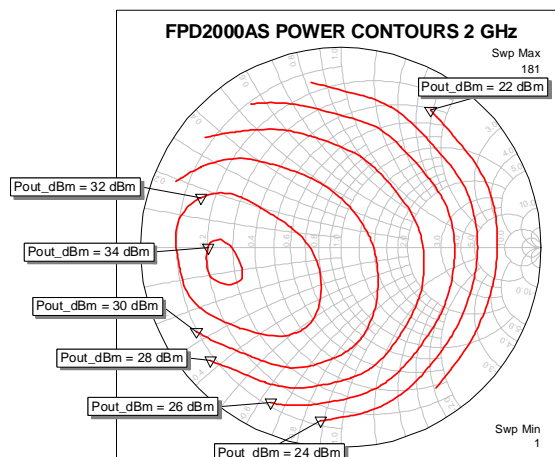 FPD2000AS POWER CONTOURS 2 GHz
Swp Max
181
Pout_dBm = 22 dBm
Pout_dBm = 32 dBm
Pout_dBm = 34 dBm
Pout_dBm = 30 dBm
Pout_dBm = 28 dBm
Pout_dBm = 26 dBm
Pout_dBm = 24 dBm
Swp Min
1